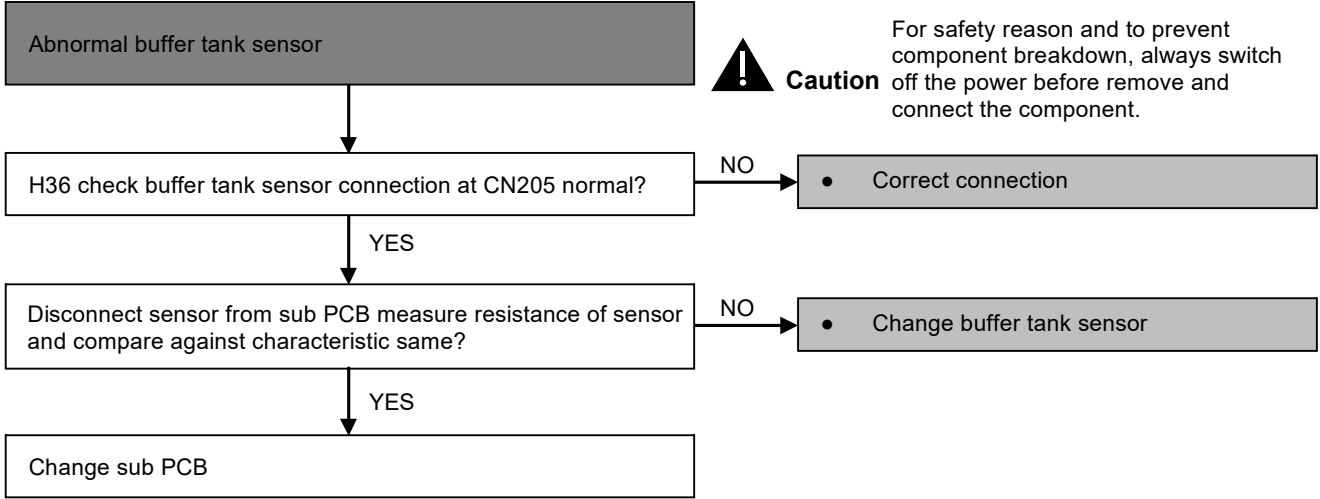 Abnormal buffer tank sensor
Caution
For safety reason and to prevent
component breakdown, always switch
off the power before remove and
connect the component.
H36 check buffer tank sensor connection at CN205 normal?
NO
● Correct connection
YES
Disconnect sensor from sub PCB measure resistance of sensor
and compare against characteristic same?
NO
● Change buffer tank sensor
YES
Change sub PCB